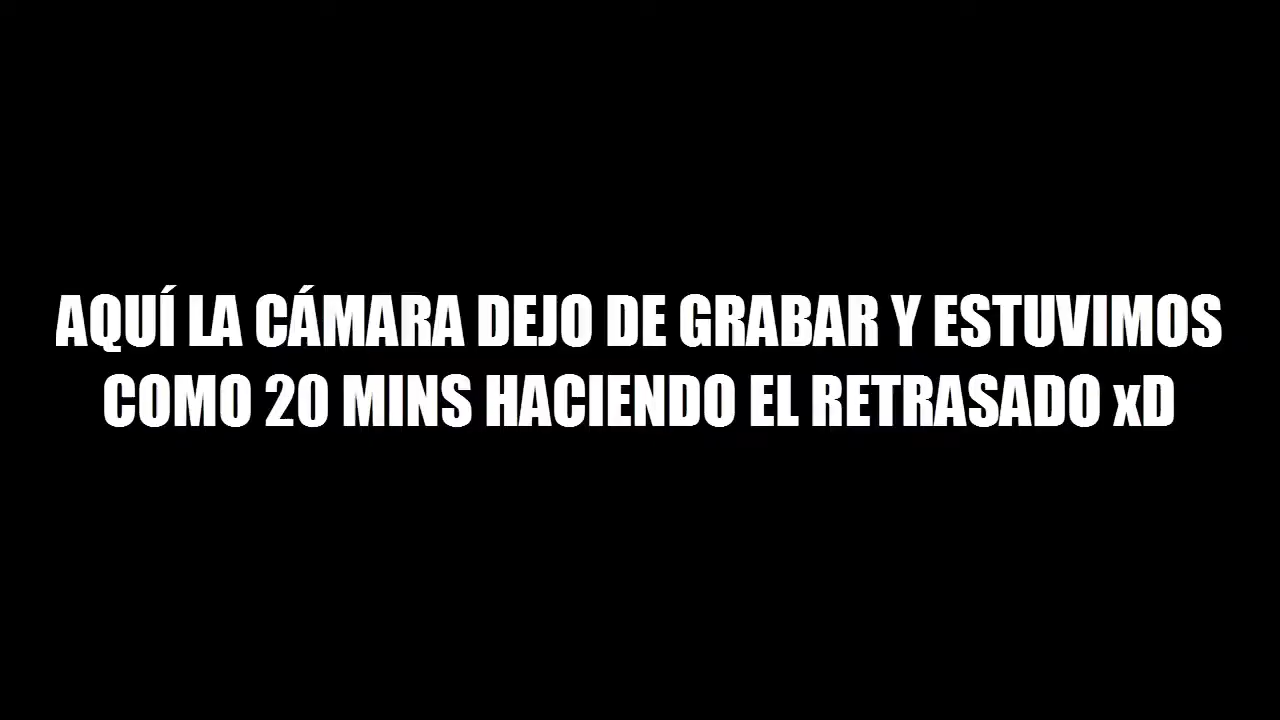 AQUÍ LA CÁMARA DEJO DE GRABAR Y ESTUVIMOS
COMO 20 MINS HACIENDO EL RETRASADO xD